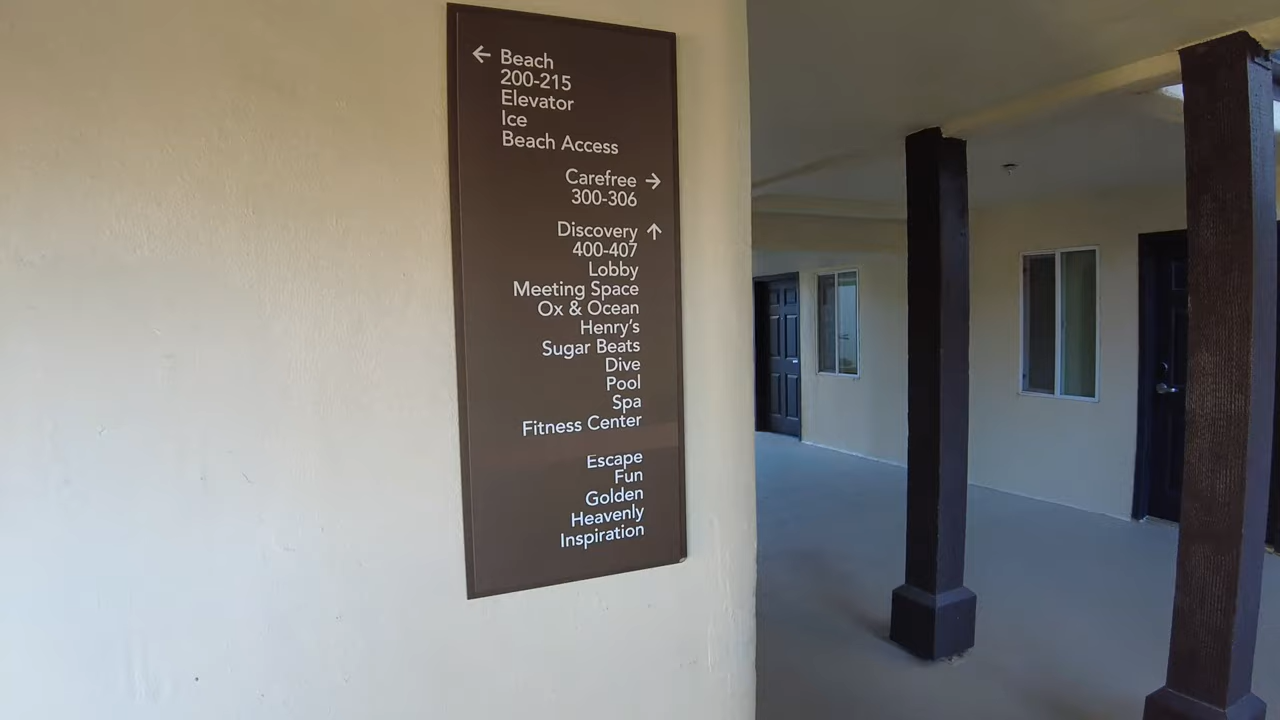 ← Beach
200-215
Elevator
Ice
Beach Access
Carefree →
300-306
Discovery ↑
400-407
Lobby
Meeting Space
Ox & Ocean
Henry's
Sugar Beats
Dive
Pool
Spa
Fitness Center
Escape
Fun
Golden
Heavenly
Inspiration